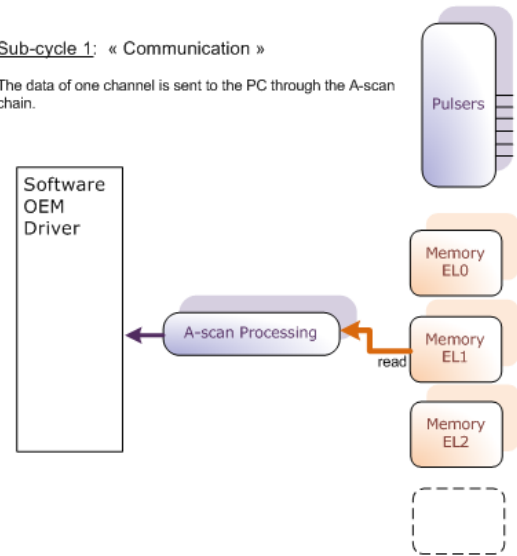 Sub-cycle 1: « Communication »
The data of one channel is sent to the PC through the A-scan
chain.
Pulsers
Software
OEM
Driver
Memory
EL0
A-scan Processing
read
Memory
EL1
Memory
EL2